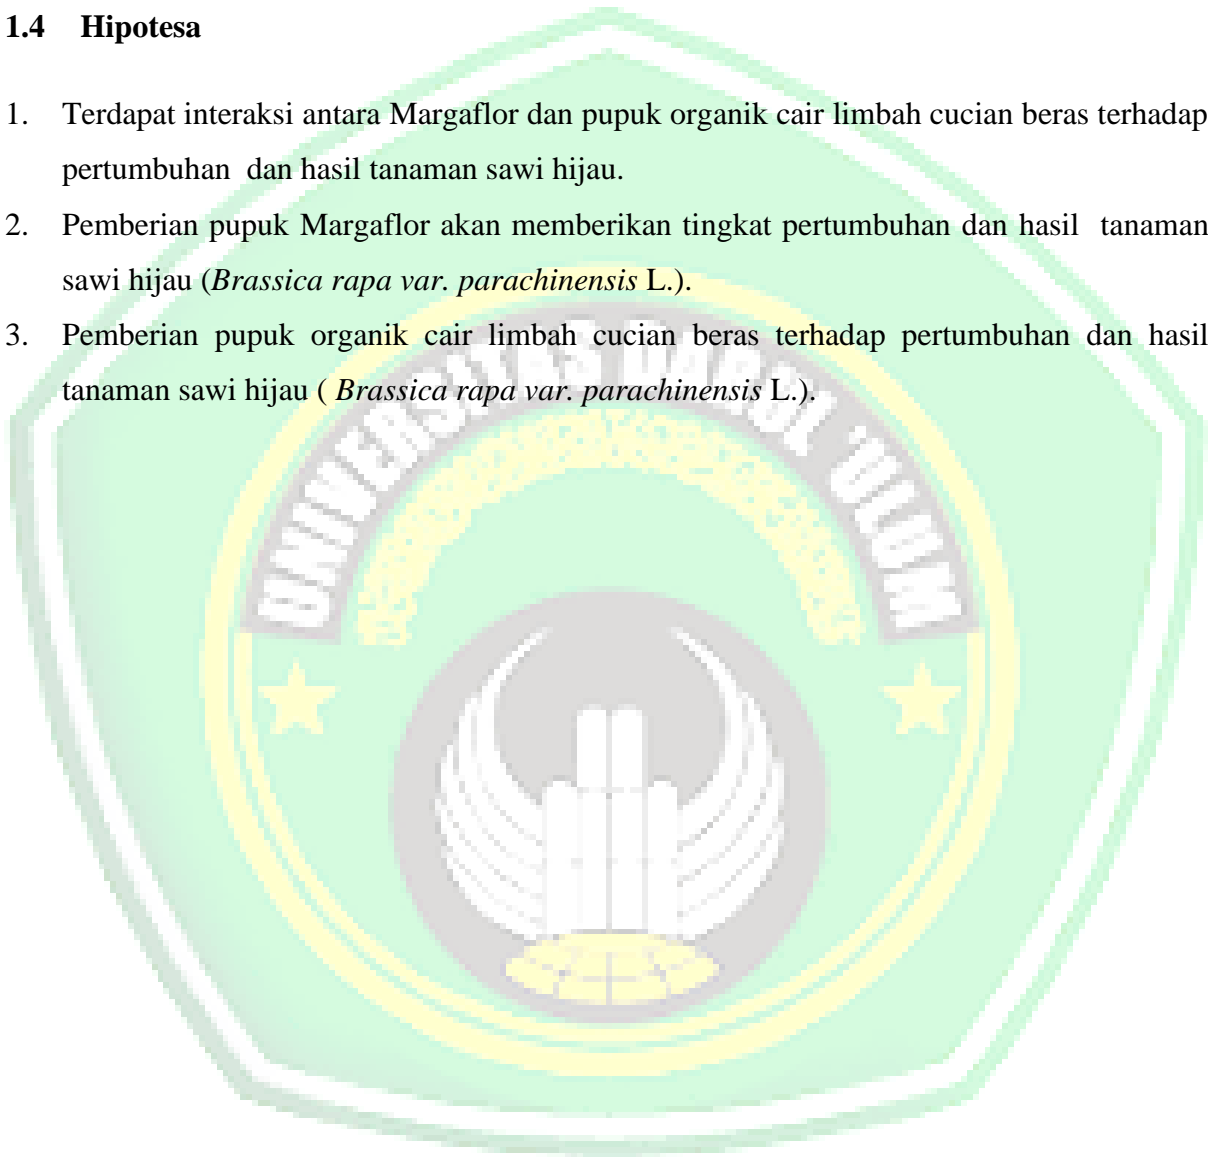 1.4 Hipotesa
1. Terdapat interaksi antara Margaflor dan pupuk organik cair limbah cucian beras terhadap
pertumbuhan dan hasil tanaman sawi hijau.
2. Pemberian pupuk Margaflor akan memberikan tingkat pertumbuhan dan hasil tanaman
sawi hijau (Brassica rapa var. parachinensis L.).
3. Pemberian pupuk organik cair limbah cucian beras terhadap pertumbuhan dan hasil
tanaman sawi hijau ( Brassica rapa var. parachinensis L.).
UNIVERSITAS DARUL 'ULUM